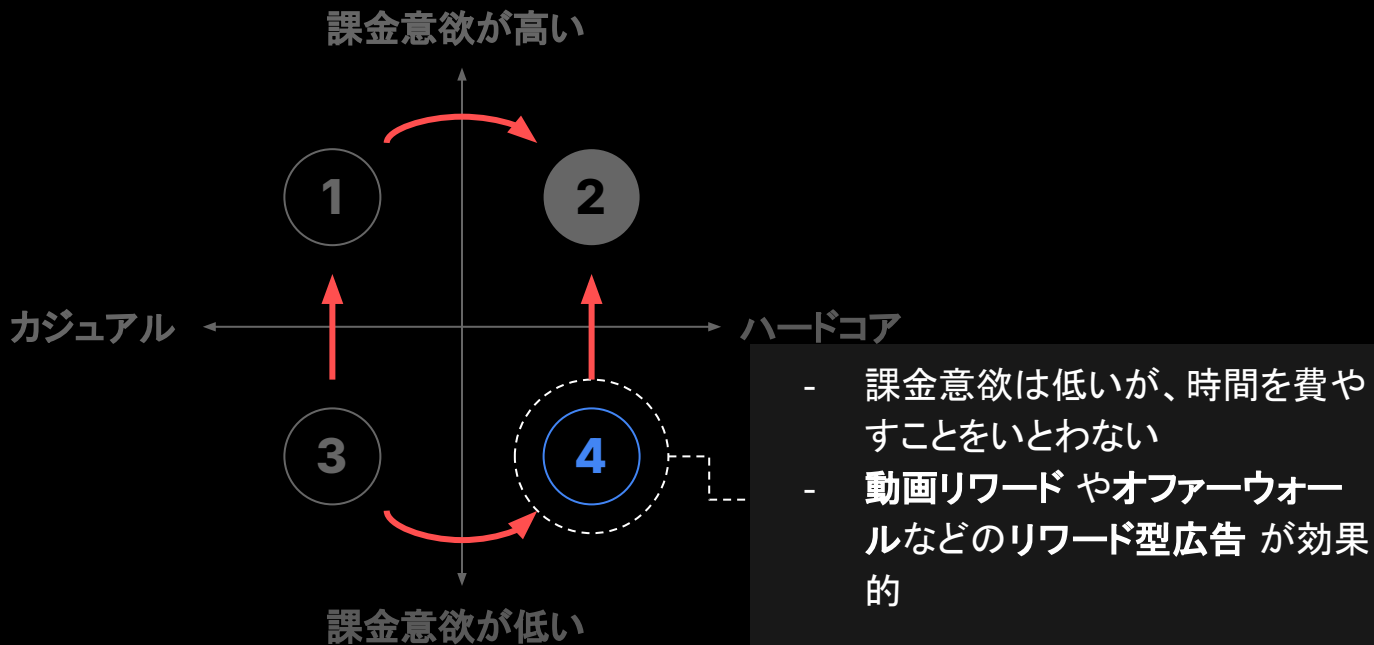 課金意欲が高い
1
2
カジュアル
ハードコア
3
4
- 課金意欲は低いが、時間を費や
すことをいとわない
- 動画リワード やオファーウォー
ルなどのリワード型広告 が効果
的
課金意欲が低い